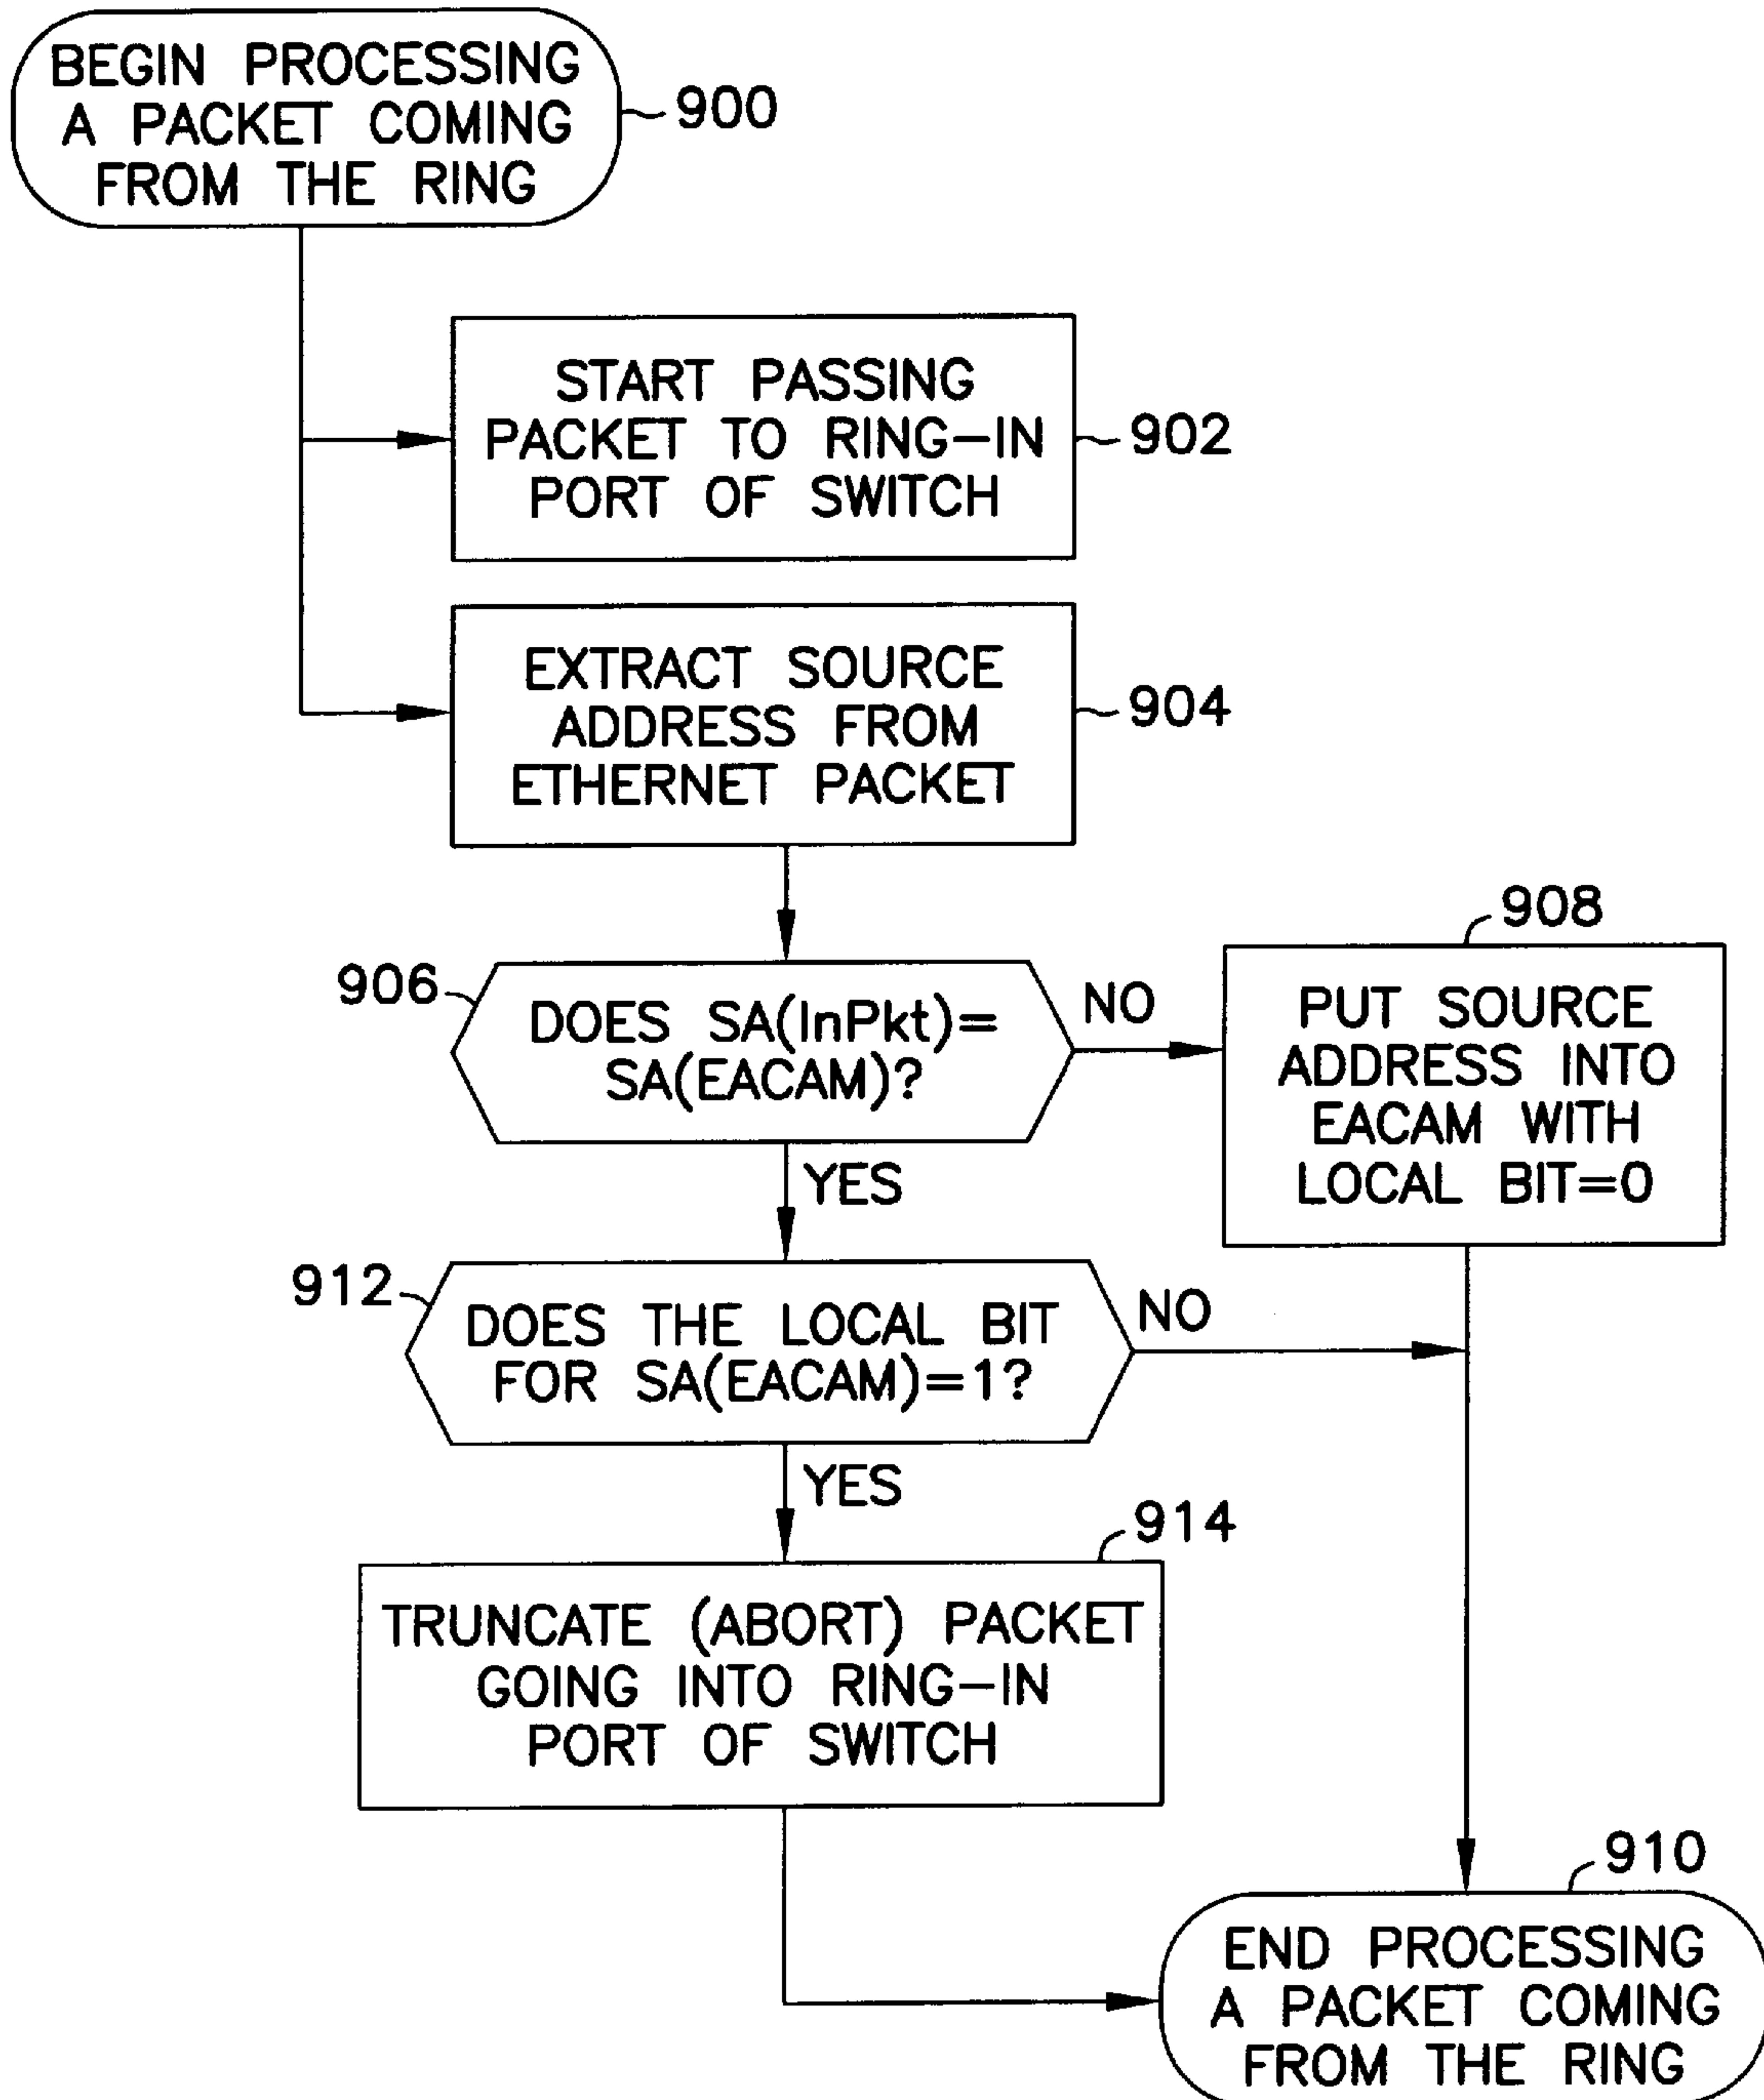 BEGIN PROCESSING
A PACKET COMING
FROM THE RING
900
START PASSING
PACKET TO RING-IN
PORT OF SWITCH
902
EXTRACT SOURCE
ADDRESS FROM
ETHERNET PACKET
904
906
DOES SA(InPkt)=
SA(EACAM)?
NO
YES
908
PUT SOURCE
ADDRESS INTO
EACAM WITH
LOCAL BIT=0
912
DOES THE LOCAL BIT
FOR SA(EACAM)=1?
NO
YES
914
TRUNCATE (ABORT) PACKET
GOING INTO RING-IN
PORT OF SWITCH
910
END PROCESSING
A PACKET COMING
FROM THE RING